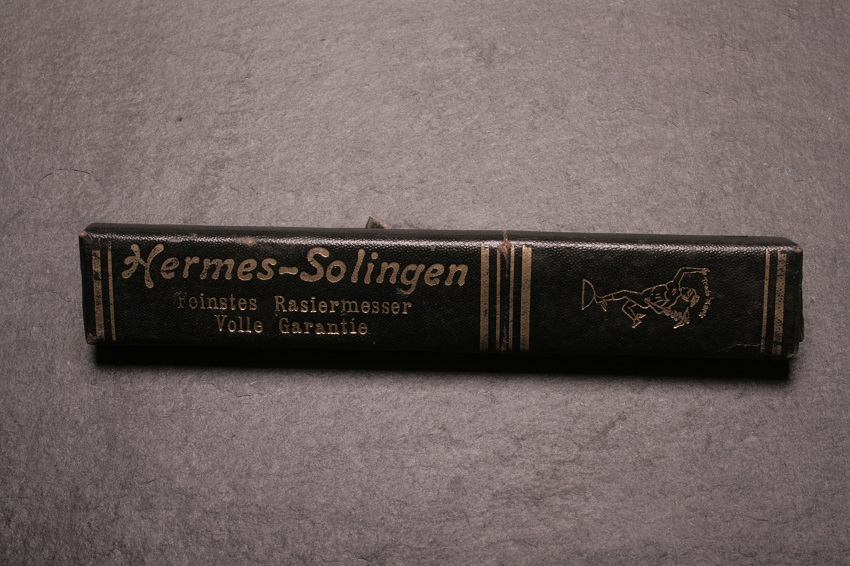 Hermes-Solingen
Feinstes Rasiermesser
Volle Garantie